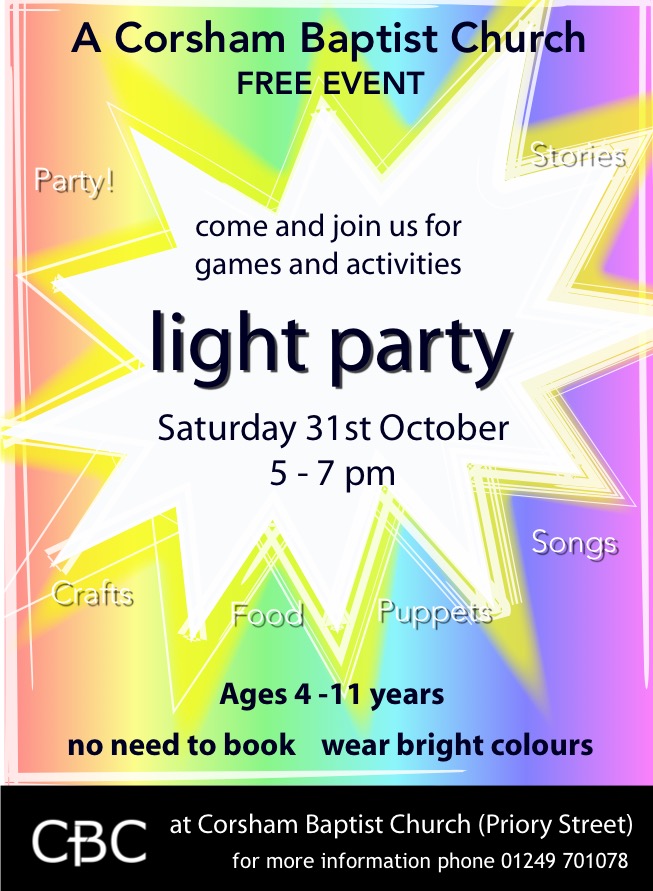 A Corsham Baptist Church
FREE EVENT
Party!
Stories
come and join us for
games and activities
light party
Saturday 31st October
5 - 7 pm
Songs
Crafts
Food
Puppets
Ages 4 -11 years
no need to book wear bright colours
CBC
at Corsham Baptist Church (Priory Street)
for more information phone 01249 701078